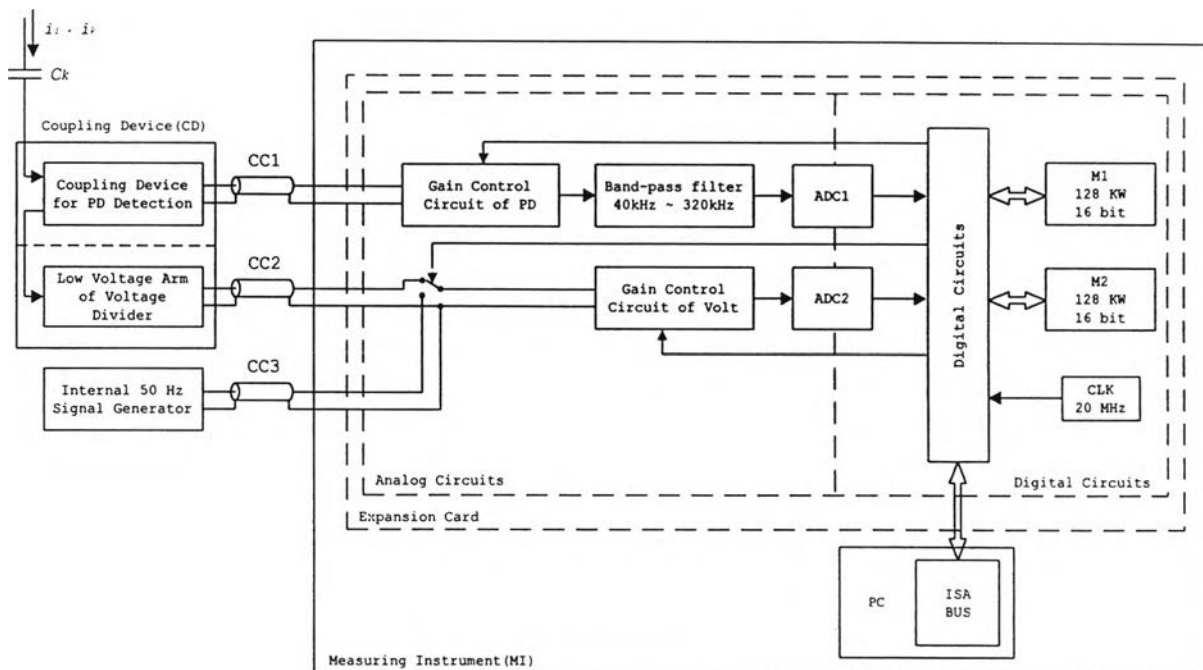 Ck
Coupling Device(CD)
Coupling Device
for PD Detection
CC1
Gain Control
Circuit of PD
Band-pass filter
40kHz ~ 320kHz
ADC1
M1
128 KW
16 bit
Low Voltage Arm
of Voltage
Divider
CC2
Gain Control
Circuit of Volt
ADC2
Digital Circuits
M2
128 KW
16 bit
Internal 50 Hz
Signal Generator
CC3
CLK
20 MHz
Analog Circuits
Digital Circuits
Expansion Card
PC
ISA
BUS
Measuring Instrument(MI)